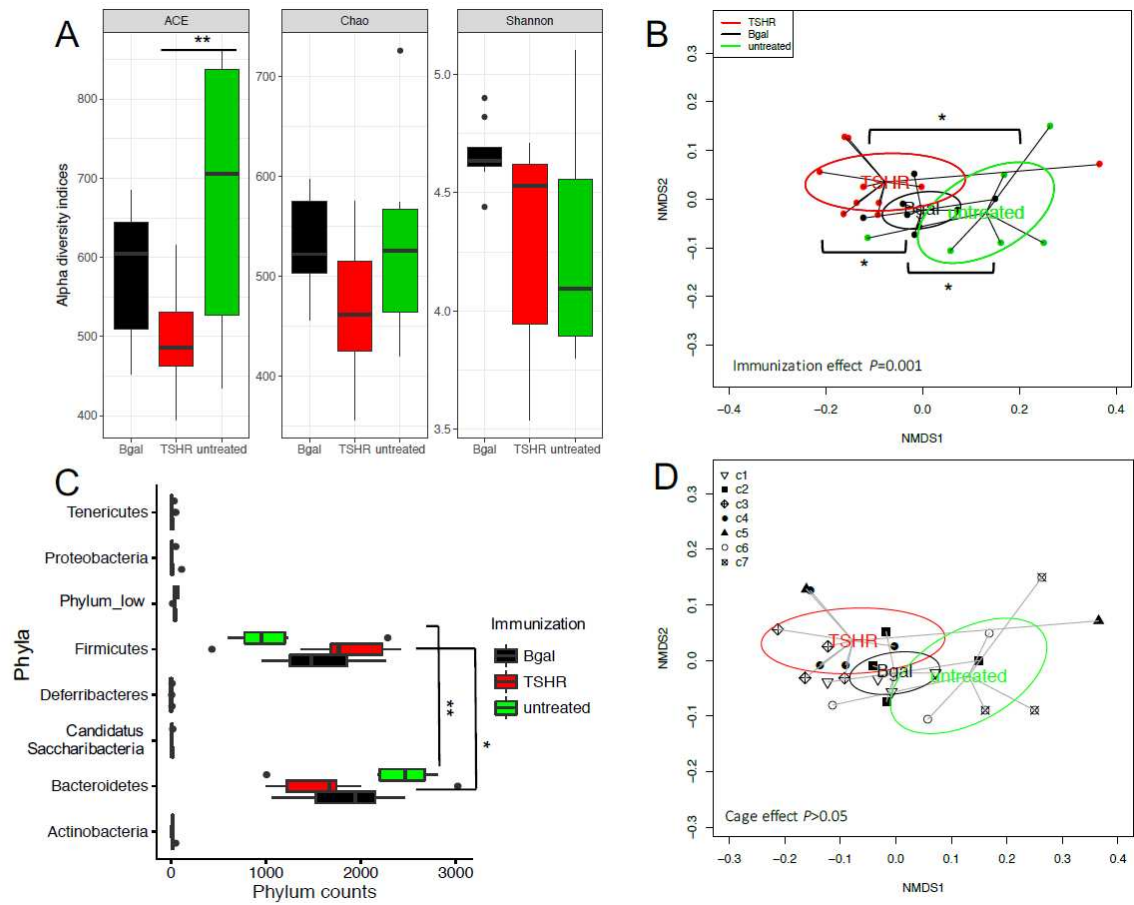 A
ACE
Chao
Shannon
Alpha diversity indices
**
800
700
600
500
400
700
600
500
400
5.0
4.5
4.0
3.5
Bgal TSHR untreated
Bgal TSHR untreated
Bgal TSHR untreated
B
TSHR
Bgal
untreated
NMDS2
0.3
0.2
0.1
0.0
−0.1
−0.2
−0.3
*
TSHR
Bgal
untreated
*
*
Immunization effect P=0.001
−0.4 −0.2 0.0 0.2 0.4
NMDS1
C
Phyla
Tenericutes
Proteobacteria
Phylum_low
Firmicutes
Deferribacteres
Candidatus
Saccharibacteria
Bacteroidetes
Actinobacteria
0 1000 2000 3000
Phylum counts
**
*
Immunization
Bgal
TSHR
untreated
D
c1
c2
c3
c4
c5
c6
c7
NMDS2
0.3
0.2
0.1
0.0
−0.1
−0.2
−0.3
TSHR
Bgal
untreated
Cage effect P>0.05
−0.3 −0.2 −0.1 0.0 0.1 0.2 0.3 0.4
NMDS1